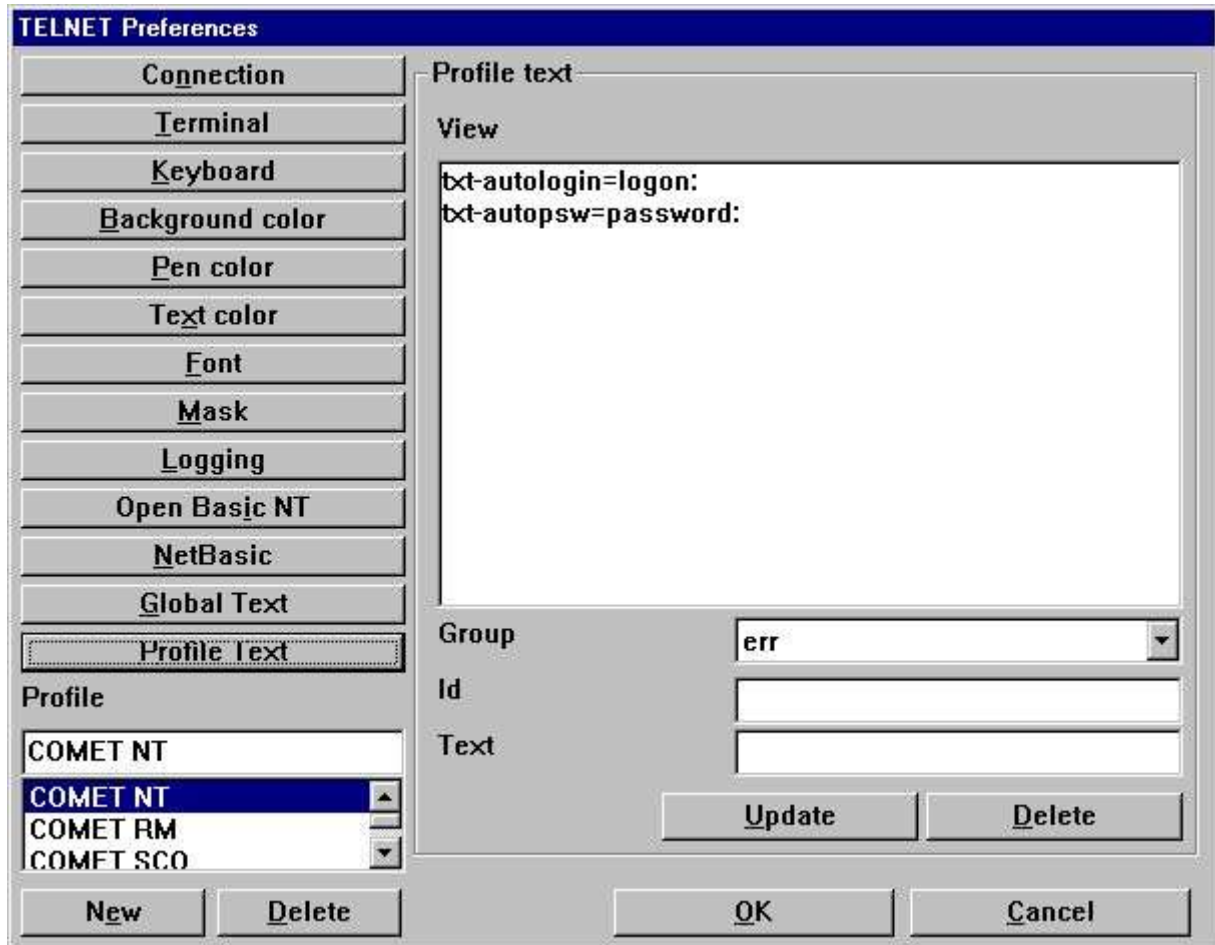 TELNET Preferences
Connection
Terminal
Keyboard
Background color
Pen color
Text color
Font
Mask
Logging
Open Basic NT
NetBasic
Global Text
Profile Text
Profile
COMET NT
COMET NT
COMET RM
COMET SCO
New
Delete
Profile text
View
txt-autologin=logon:
txt-autopsw=password:
Group
err
Id
Text
Update
Delete
OK
Cancel